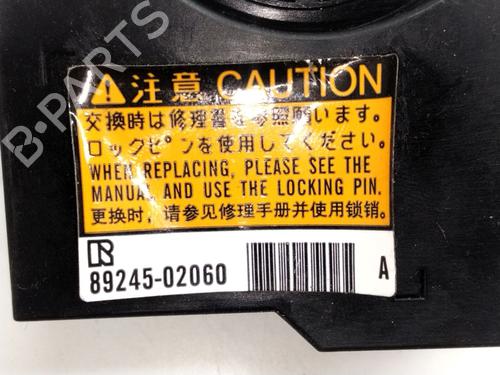 B-PARTS
⚠注意 CAUTION
交換時は修理書を参照願います。
ロックピンを使用してください。
WHEN REPLACING, PLEASE SEE THE
MANUAL AND USE THE LOCKING PIN.
更换时，请参见修理手册并使用锁销。
89245-02060 A